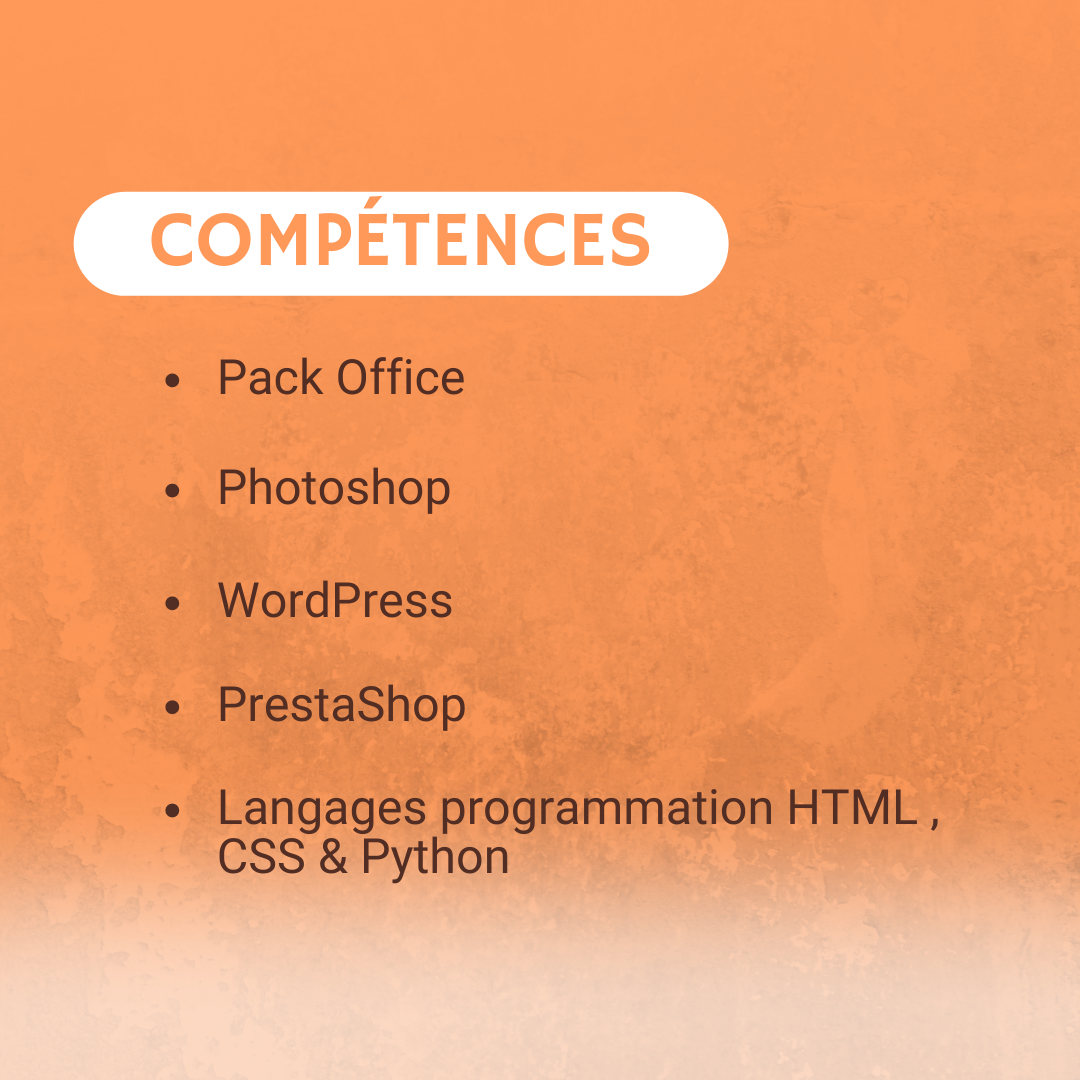 COMPÉTENCES
• Pack Office
• Photoshop
• WordPress
• PrestaShop
• Langages programmation HTML ,
CSS & Python